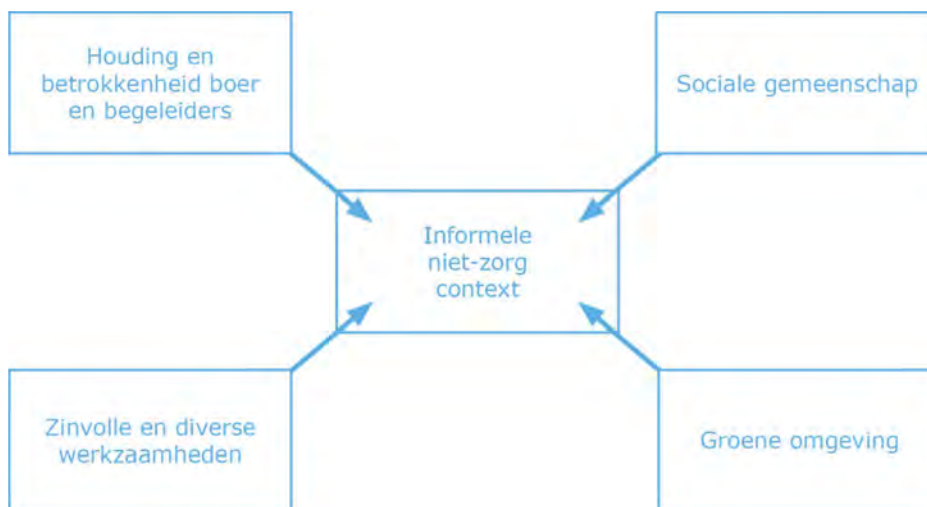 Houding en
betrokkenheid boer
en begeleiders
Sociale gemeenschap
Informele
niet-zorg
context
Zinvolle en diverse
werkzaamheden
Groene omgeving